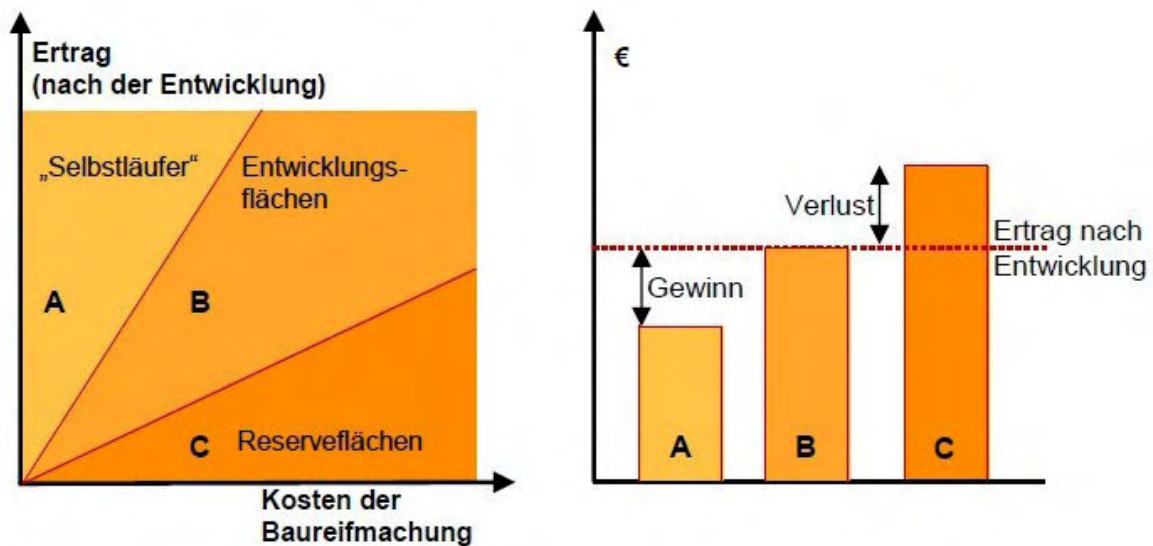 Ertrag
(nach der Entwicklung)
„Selbstläufer“
Entwicklungs-
flächen
A
B
C
Reserveflächen
Kosten der
Baureifmachung
€
Verlust
Ertrag nach
Entwicklung
Gewinn
A
B
C